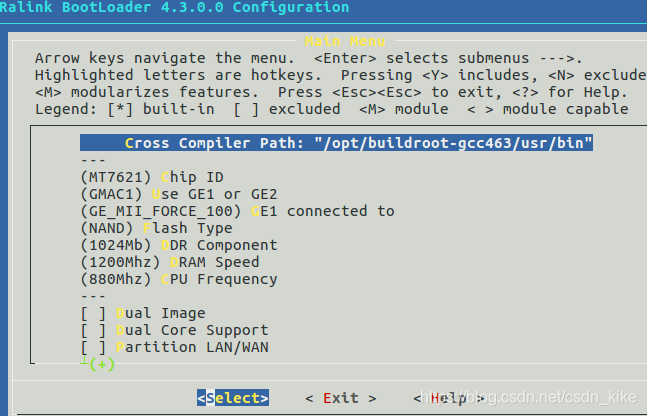 Ralink BootLoader 4.3.0.0 Configuration
Main Menu
Arrow keys navigate the menu.  <Enter> selects submenus --->.
Highlighted letters are hotkeys.  Pressing <Y> includes, <N> exclude
<M> modularizes features.  Press <Esc><Esc> to exit, <?> for Help.
Legend: [*] built-in  [ ] excluded  <M> module  < > module capable
Cross Compiler Path: "/opt/buildroot-gcc463/usr/bin"
---
(MT7621) Chip ID
(GMAC1) Use GE1 or GE2
(GE_MII_FORCE_100) GE1 connected to
(NAND) Flash Type
(1024Mb) DDR Component
(1200Mhz) DRAM Speed
(880Mhz) CPU Frequency
---
[ ] Dual Image
[ ] Dual Core Support
[ ] Partition LAN/WAN
(+)
<Select>    < Exit >    < Help >
https://blog.csdn.net/csdn_kike